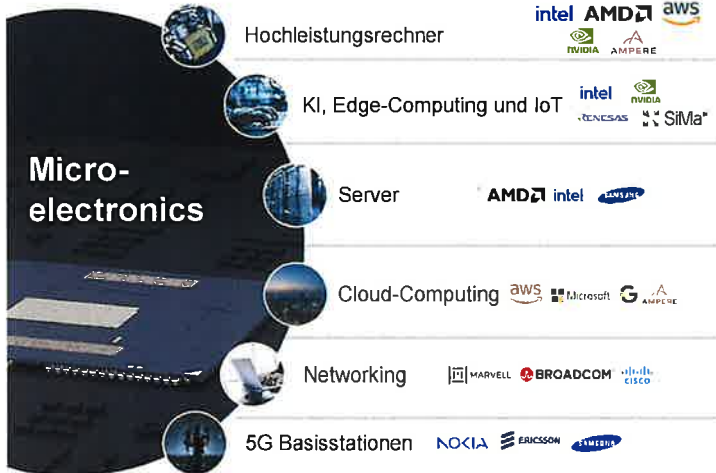 Hochleistungsrechner
intel AMD aws
NVIDIA AMPERE
KI, Edge-Computing und IoT
intel NVIDIA
RENESAS SiMa
Micro-
electronics
Server
AMD intel SAMSUNG
Cloud-Computing
aws Microsoft G AMPERE
Networking
MARVELL BROADCOM CISCO
5G Basisstationen
NOKIA ERICSSON SAMSUNG